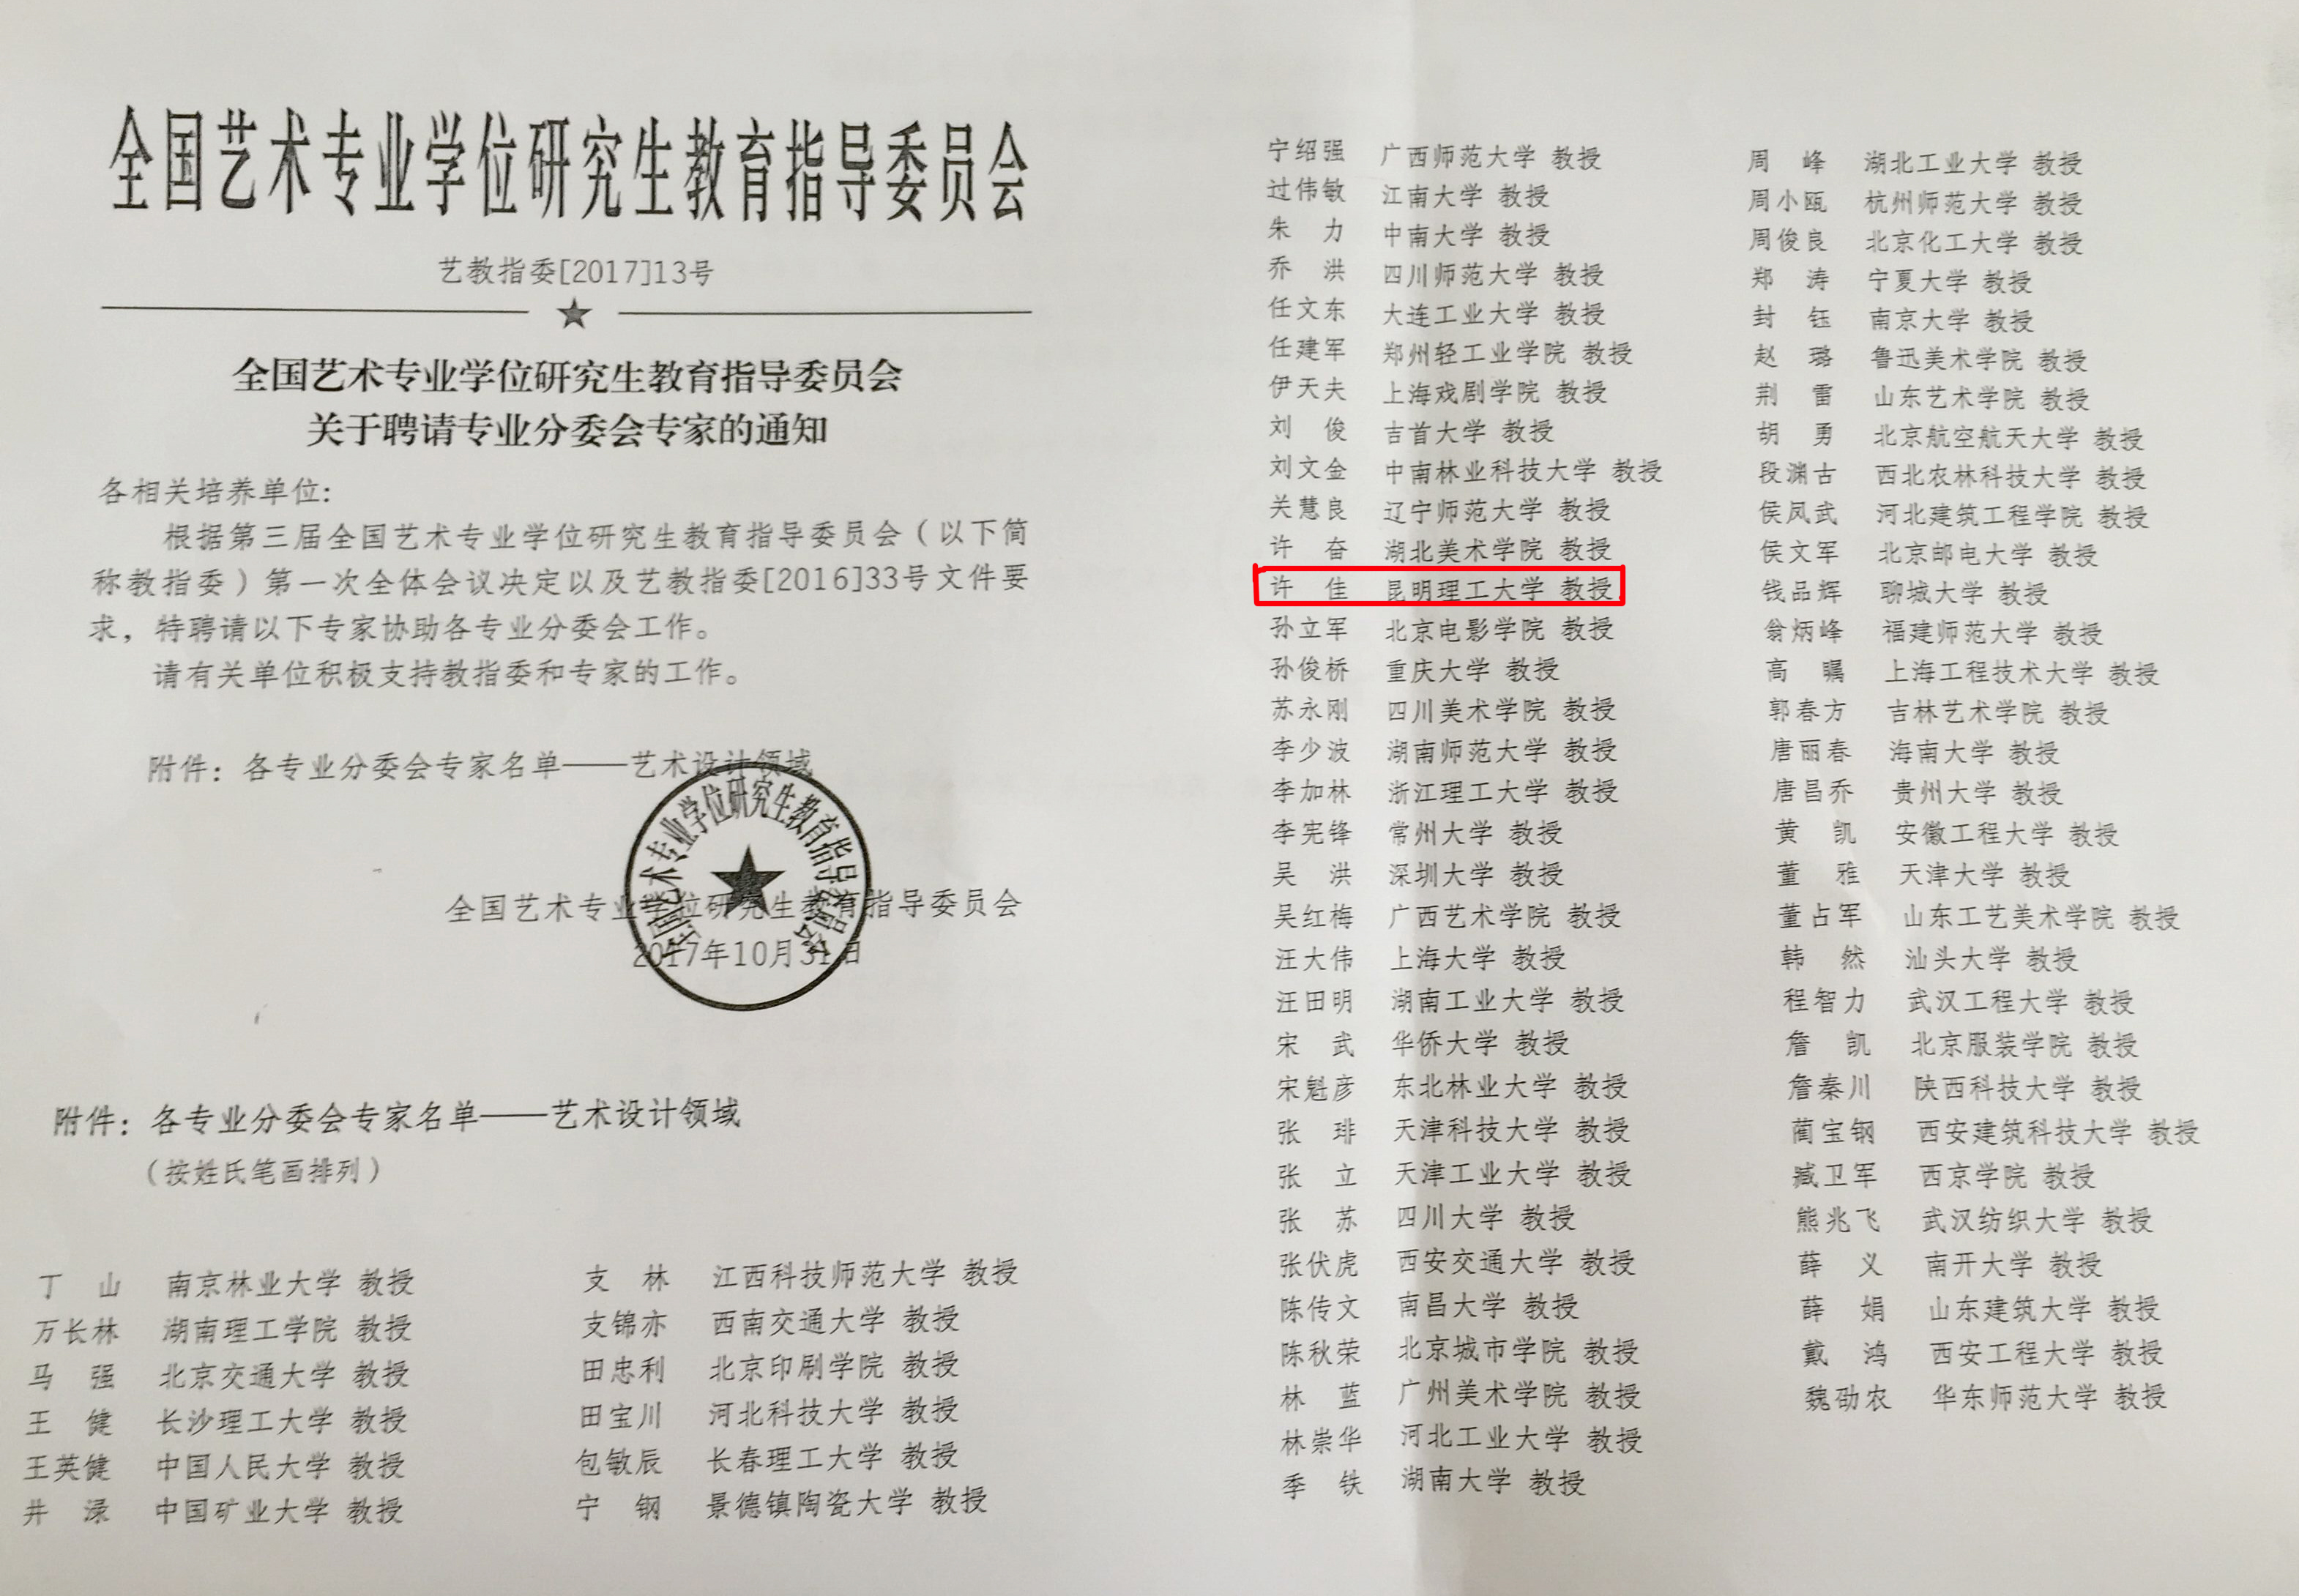 全国艺术专业学位研究生教育指导委员会
艺教指委[2017]13号
全国艺术专业学位研究生教育指导委员会
关于聘请专业分委会专家的通知
各相关培养单位:
根据第三届全国艺术专业学位研究生教育指导委员会（以下简
称教指委）第一次全体会议决定以及艺教指委[2016]33号文件要
求，特聘请以下专家协助各专业分委会工作。
请有关单位积极支持教指委和专家的工作。
附件：各专业分委会专家名单——艺术设计领域
全国艺术专业学位研究生教育指导委员会
全国艺术专业学位研究生教育指导委员会
2017年10月31日
附件：各专业分委会专家名单——艺术设计领域
（按姓氏笔画排列）
丁 山 南京林业大学 教授
万长林 湖南理工学院 教授
马 强 北京交通大学 教授
王 健 长沙理工大学 教授
王英健 中国人民大学 教授
井 渌 中国矿业大学 教授
支 林 江西科技师范大学 教授
支锦亦 西南交通大学 教授
田忠利 北京印刷学院 教授
田宝川 河北科技大学 教授
包敏辰 长春理工大学 教授
宁 钢 景德镇陶瓷大学 教授
宁绍强 广西师范大学 教授
过伟敏 江南大学 教授
朱 力 中南大学 教授
乔 洪 四川师范大学 教授
任文东 大连工业大学 教授
任建军 郑州轻工业学院 教授
伊天夫 上海戏剧学院 教授
刘 俊 吉首大学 教授
刘文金 中南林业科技大学 教授
关慧良 辽宁师范大学 教授
许 奋 湖北美术学院 教授
许 佳 昆明理工大学 教授
孙立军 北京电影学院 教授
孙俊桥 重庆大学 教授
苏永刚 四川美术学院 教授
李少波 湖南师范大学 教授
李加林 浙江理工大学 教授
李宪锋 常州大学 教授
吴 洪 深圳大学 教授
吴红梅 广西艺术学院 教授
汪大伟 上海大学 教授
汪田明 湖南工业大学 教授
宋 武 华侨大学 教授
宋魁彦 东北林业大学 教授
张 琲 天津科技大学 教授
张 立 天津工业大学 教授
张 苏 四川大学 教授
张伏虎 西安交通大学 教授
陈传文 南昌大学 教授
陈秋荣 北京城市学院 教授
林 蓝 广州美术学院 教授
林崇华 河北工业大学 教授
季 铁 湖南大学 教授
周 峰 湖北工业大学 教授
周小瓯 杭州师范大学 教授
周俊良 北京化工大学 教授
郑 涛 宁夏大学 教授
封 钰 南京大学 教授
赵 璐 鲁迅美术学院 教授
荆 雷 山东艺术学院 教授
胡 勇 北京航空航天大学 教授
段渊古 西北农林科技大学 教授
侯凤武 河北建筑工程学院 教授
侯文军 北京邮电大学 教授
钱品辉 聊城大学 教授
翁炳峰 福建师范大学 教授
高 瞩 上海工程技术大学 教授
郭春方 吉林艺术学院 教授
唐丽春 海南大学 教授
唐昌乔 贵州大学 教授
黄 凯 安徽工程大学 教授
董 雅 天津大学 教授
董占军 山东工艺美术学院 教授
韩 然 汕头大学 教授
程智力 武汉工程大学 教授
詹 凯 北京服装学院 教授
詹秦川 陕西科技大学 教授
蔺宝钢 西安建筑科技大学 教授
臧卫军 西京学院 教授
熊兆飞 武汉纺织大学 教授
薛 义 南开大学 教授
薛 娟 山东建筑大学 教授
戴 鸿 西安工程大学 教授
魏劭农 华东师范大学 教授